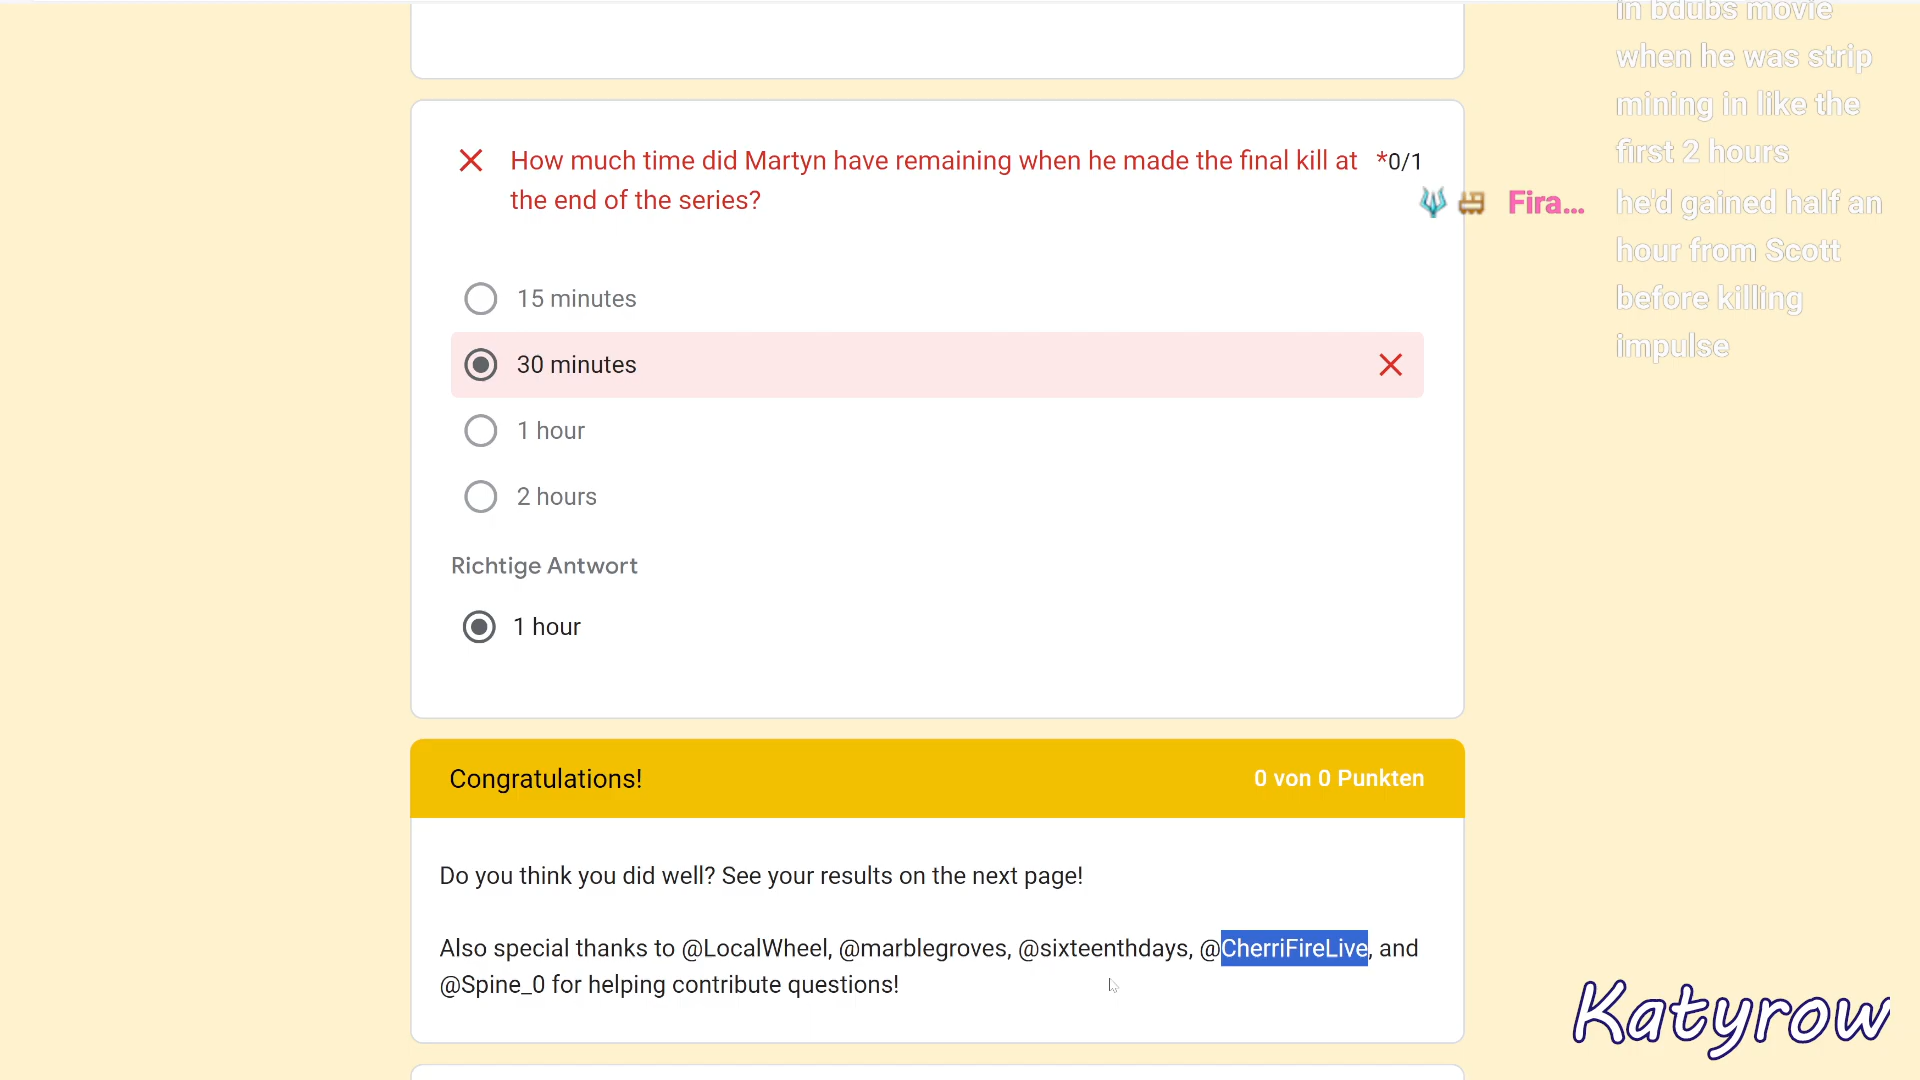 How much time did Martyn have remaining when he made the final kill at *0/1
the end of the series?
15 minutes
30 minutes
1 hour
2 hours
Richtige Antwort
1 hour
Congratulations! 0 von 0 Punkten
Do you think you did well? See your results on the next page!
Also special thanks to @LocalWheel, @marblegroves, @sixteenthdays, @CherriFireLive, and
@Spine_0 for helping contribute questions!
in bdubs movie
when he was strip
mining in like the
first 2 hours
Fira... he'd gained half an
hour from Scott
before killing
impulse
Katyrow